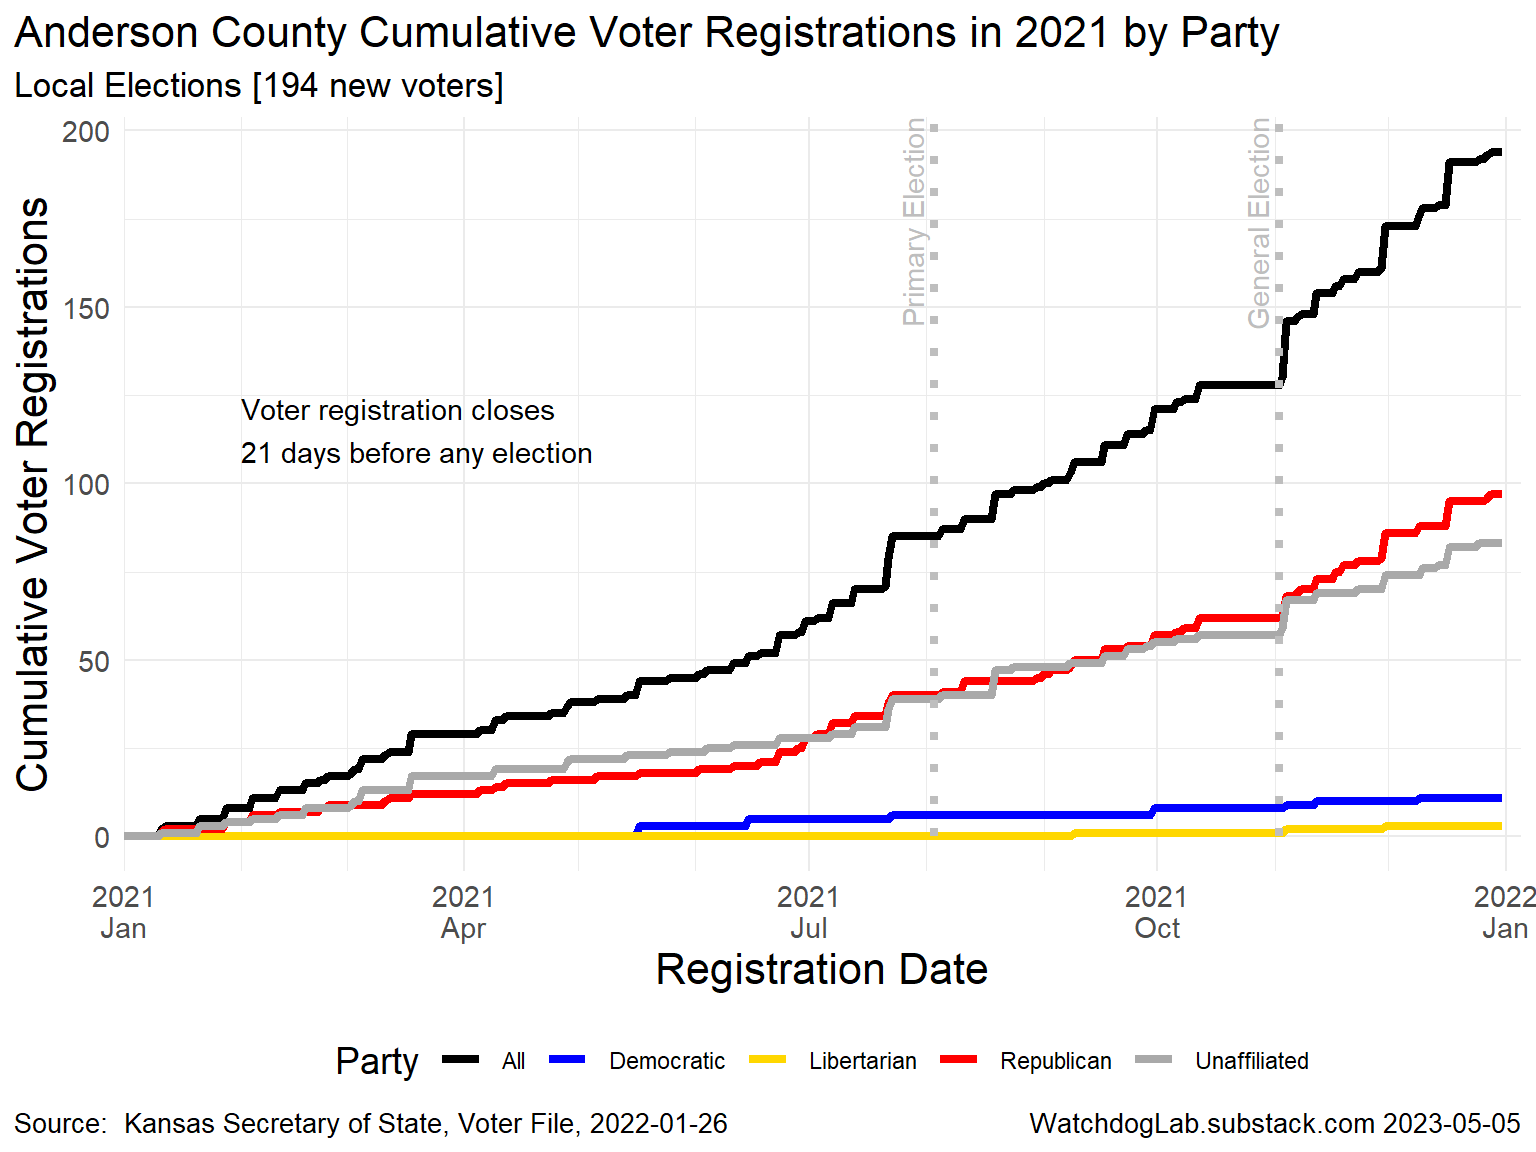 Anderson County Cumulative Voter Registrations in 2021 by Party
Local Elections [194 new voters]
Cumulative Voter Registrations
200
150
100
50
0
Primary Election
General Election
Voter registration closes
21 days before any election
2021
Jan
2021
Apr
2021
Jul
2021
Oct
2022
Jan
Registration Date
Party All Democratic Libertarian Republican Unaffiliated
Source:  Kansas Secretary of State, Voter File, 2022-01-26
WatchdogLab.substack.com 2023-05-05